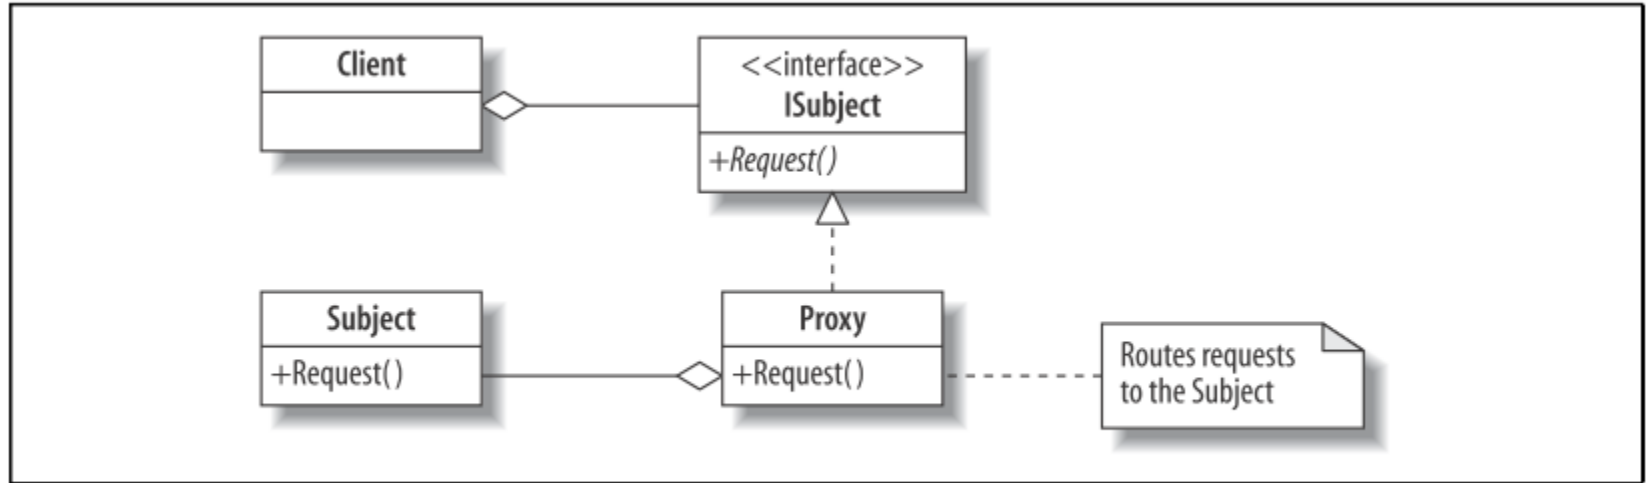 Client
<<interface>>
ISubject
+Request()
Subject
+Request()
Proxy
+Request()
Routes requests
to the Subject